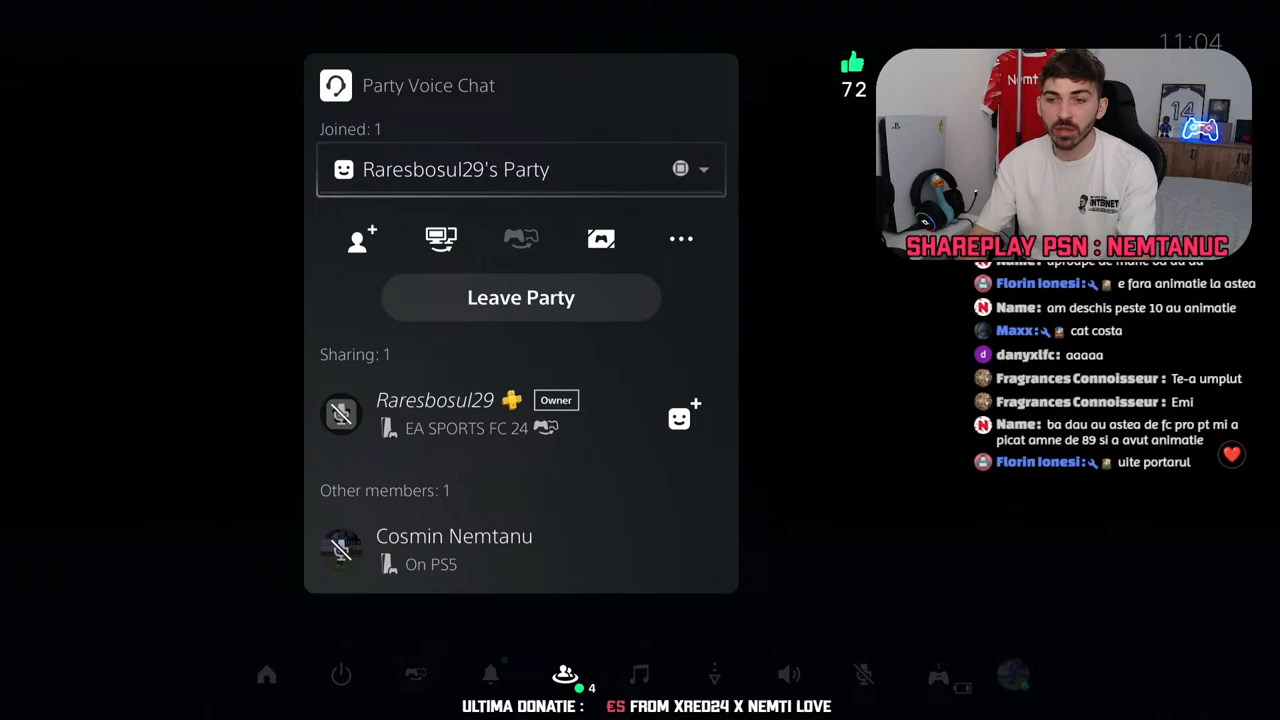 11:04
Party Voice Chat
Joined: 1
Raresbosul29's Party
Leave Party
Sharing: 1
Raresbosul29
Owner
EA SPORTS FC 24
Other members: 1
Cosmin Nemtanu
On PS5
4
72
Nemt
14
INTERNET
SHAREPLAY PSN : NEMTANUC
Florin Ionesi: e fara animatie la astea
Name: am deschis peste 10 au animatie
Maxx: cat costa
danyxlfc: aaaaa
Fragrances Connoisseur : Te-a umplut
Fragrances Connoisseur : Emi
Name: ba dau au astea de fc pro pt mi a
picat amne de 89 si a avut animatie
Florin Ionesi: uite portarul
ULTIMA DONATIE : €5 FROM XRED24 X NEMTI LOVE